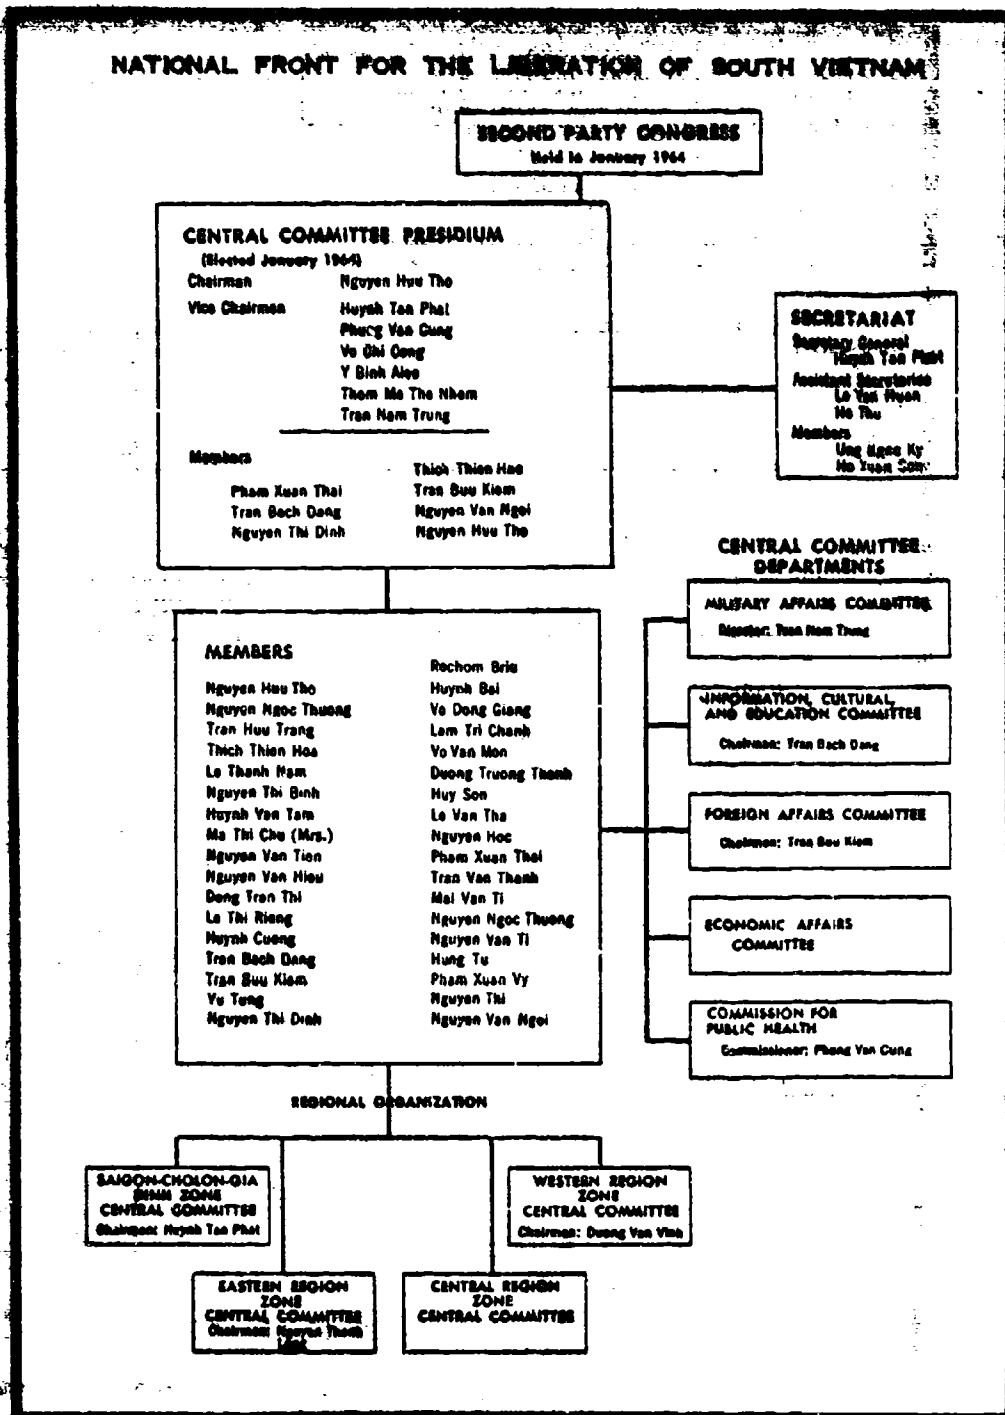 NATIONAL FRONT FOR THE LIBERATION OF SOUTH VIETNAM
SECOND PARTY CONGRESS
Held in January 1964
CENTRAL COMMITTEE PRESIDIUM
(Elected January 1964)
Chairman Nguyen Huu Tho
Vice Chairmen Huynh Tan Phat
Phung Van Cung
Vo Chi Cong
Y Binh Aleo
Thom Me The Nhem
Tran Nam Trung
Members
Pham Xuan Thai
Tran Bach Dang
Nguyen Thi Dinh
Thich Thien Hao
Tran Buu Kiem
Nguyen Van Ngoi
Nguyen Huu The
SECRETARIAT
Secretary General
Huynh Tan Phat
Assistant Secretaries
Le Van Huan
Ho Thu
Members
Ung Ngoc Ky
Ho Xuan Son
CENTRAL COMMITTEE
DEPARTMENTS
MILITARY AFFAIRS COMMITTEE
Director: Tran Nam Trung
INFORMATION, CULTURAL,
AND EDUCATION COMMITTEE
Chairman: Tran Bach Dang
FOREIGN AFFAIRS COMMITTEE
Chairman: Tran Buu Kiem
ECONOMIC AFFAIRS
COMMITTEE
COMMISSION FOR
PUBLIC HEALTH
Commissioner: Phung Van Cung
MEMBERS
Nguyen Huu Tho
Nguyen Ngoc Thuong
Tran Huu Trang
Thich Thien Hoa
Le Thanh Nam
Nguyen Thi Binh
Huynh Van Tam
Ma Thi Chu (Mrs.)
Nguyen Van Tien
Nguyen Van Hieu
Dang Tran Thi
Le Thi Rieng
Huynh Cuong
Tran Bach Dang
Tran Buu Kiem
Vu Tung
Nguyen Thi Dinh
Rochom Briu
Huynh Bai
Vo Dong Giang
Lam Tri Chanh
Vo Van Mon
Duong Truong Thanh
Huy Son
Le Van Tha
Nguyen Hoc
Pham Xuan Thai
Tran Van Thanh
Mai Van Ti
Nguyen Ngoc Thuong
Nguyen Van Ti
Hung Tu
Pham Xuan Vy
Nguyen Thi
Nguyen Van Ngoi
REGIONAL ORGANIZATION
SAIGON-CHOLON-GIA
DINH ZONE
CENTRAL COMMITTEE
Chairman: Huynh Tan Phat
WESTERN REGION
ZONE
CENTRAL COMMITTEE
Chairman: Duong Van Vinh
EASTERN REGION
ZONE
CENTRAL COMMITTEE
Chairman: Nguyen Thanh
CENTRAL REGION
ZONE
CENTRAL COMMITTEE